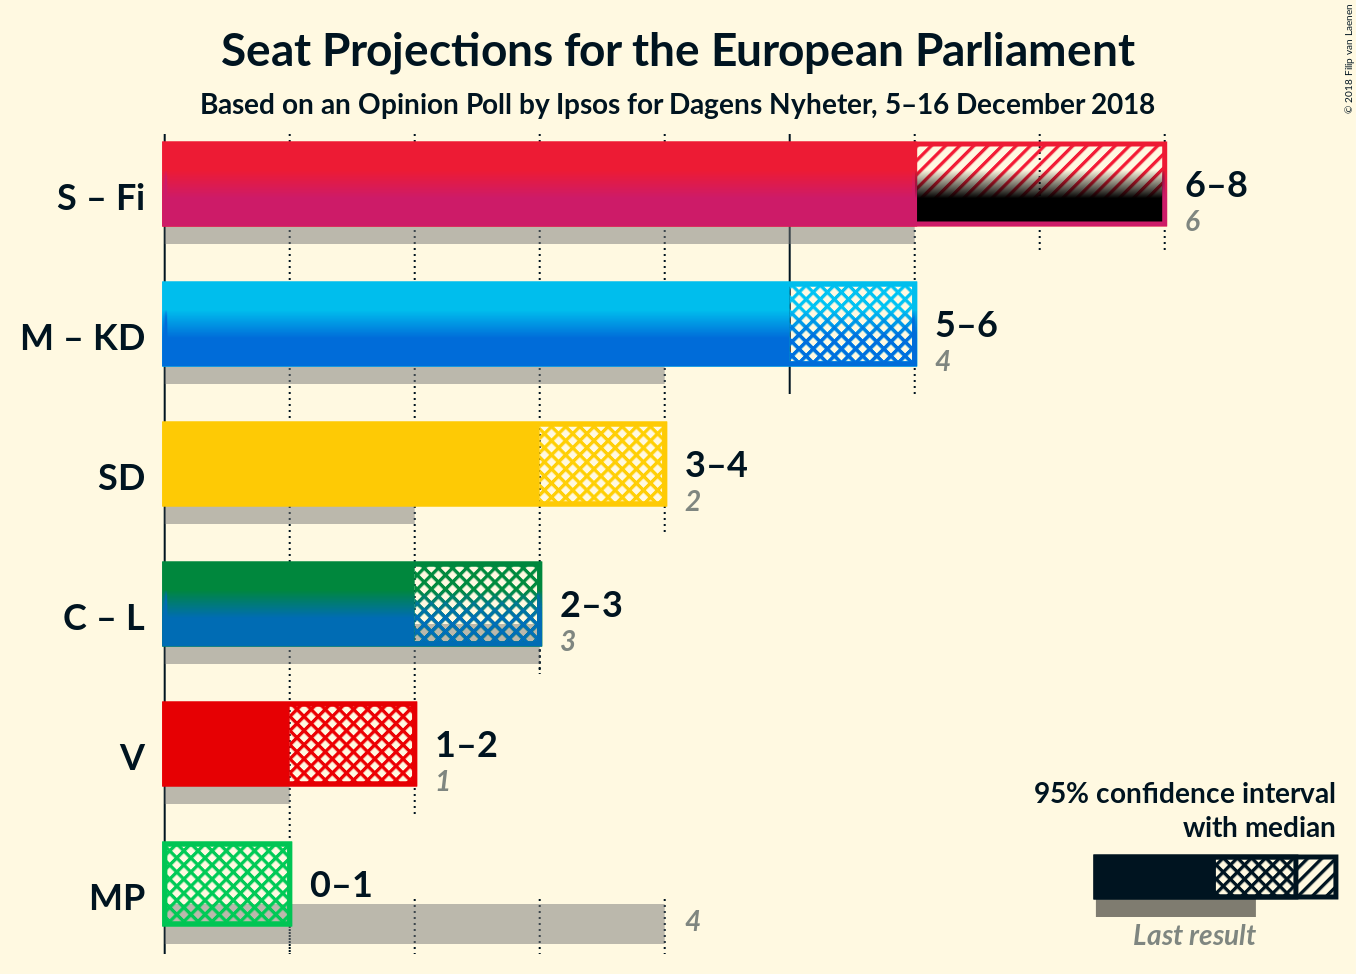 Seat Projections for the European Parliament
Based on an Opinion Poll by Ipsos for Dagens Nyheter, 5–16 December 2018
© 2018 Filip van Laenen
S – Fi
6–8
6
M – KD
5–6
4
SD
3–4
2
C – L
2–3
3
V
1–2
1
MP
0–1
4
95% confidence interval
with median
Last result